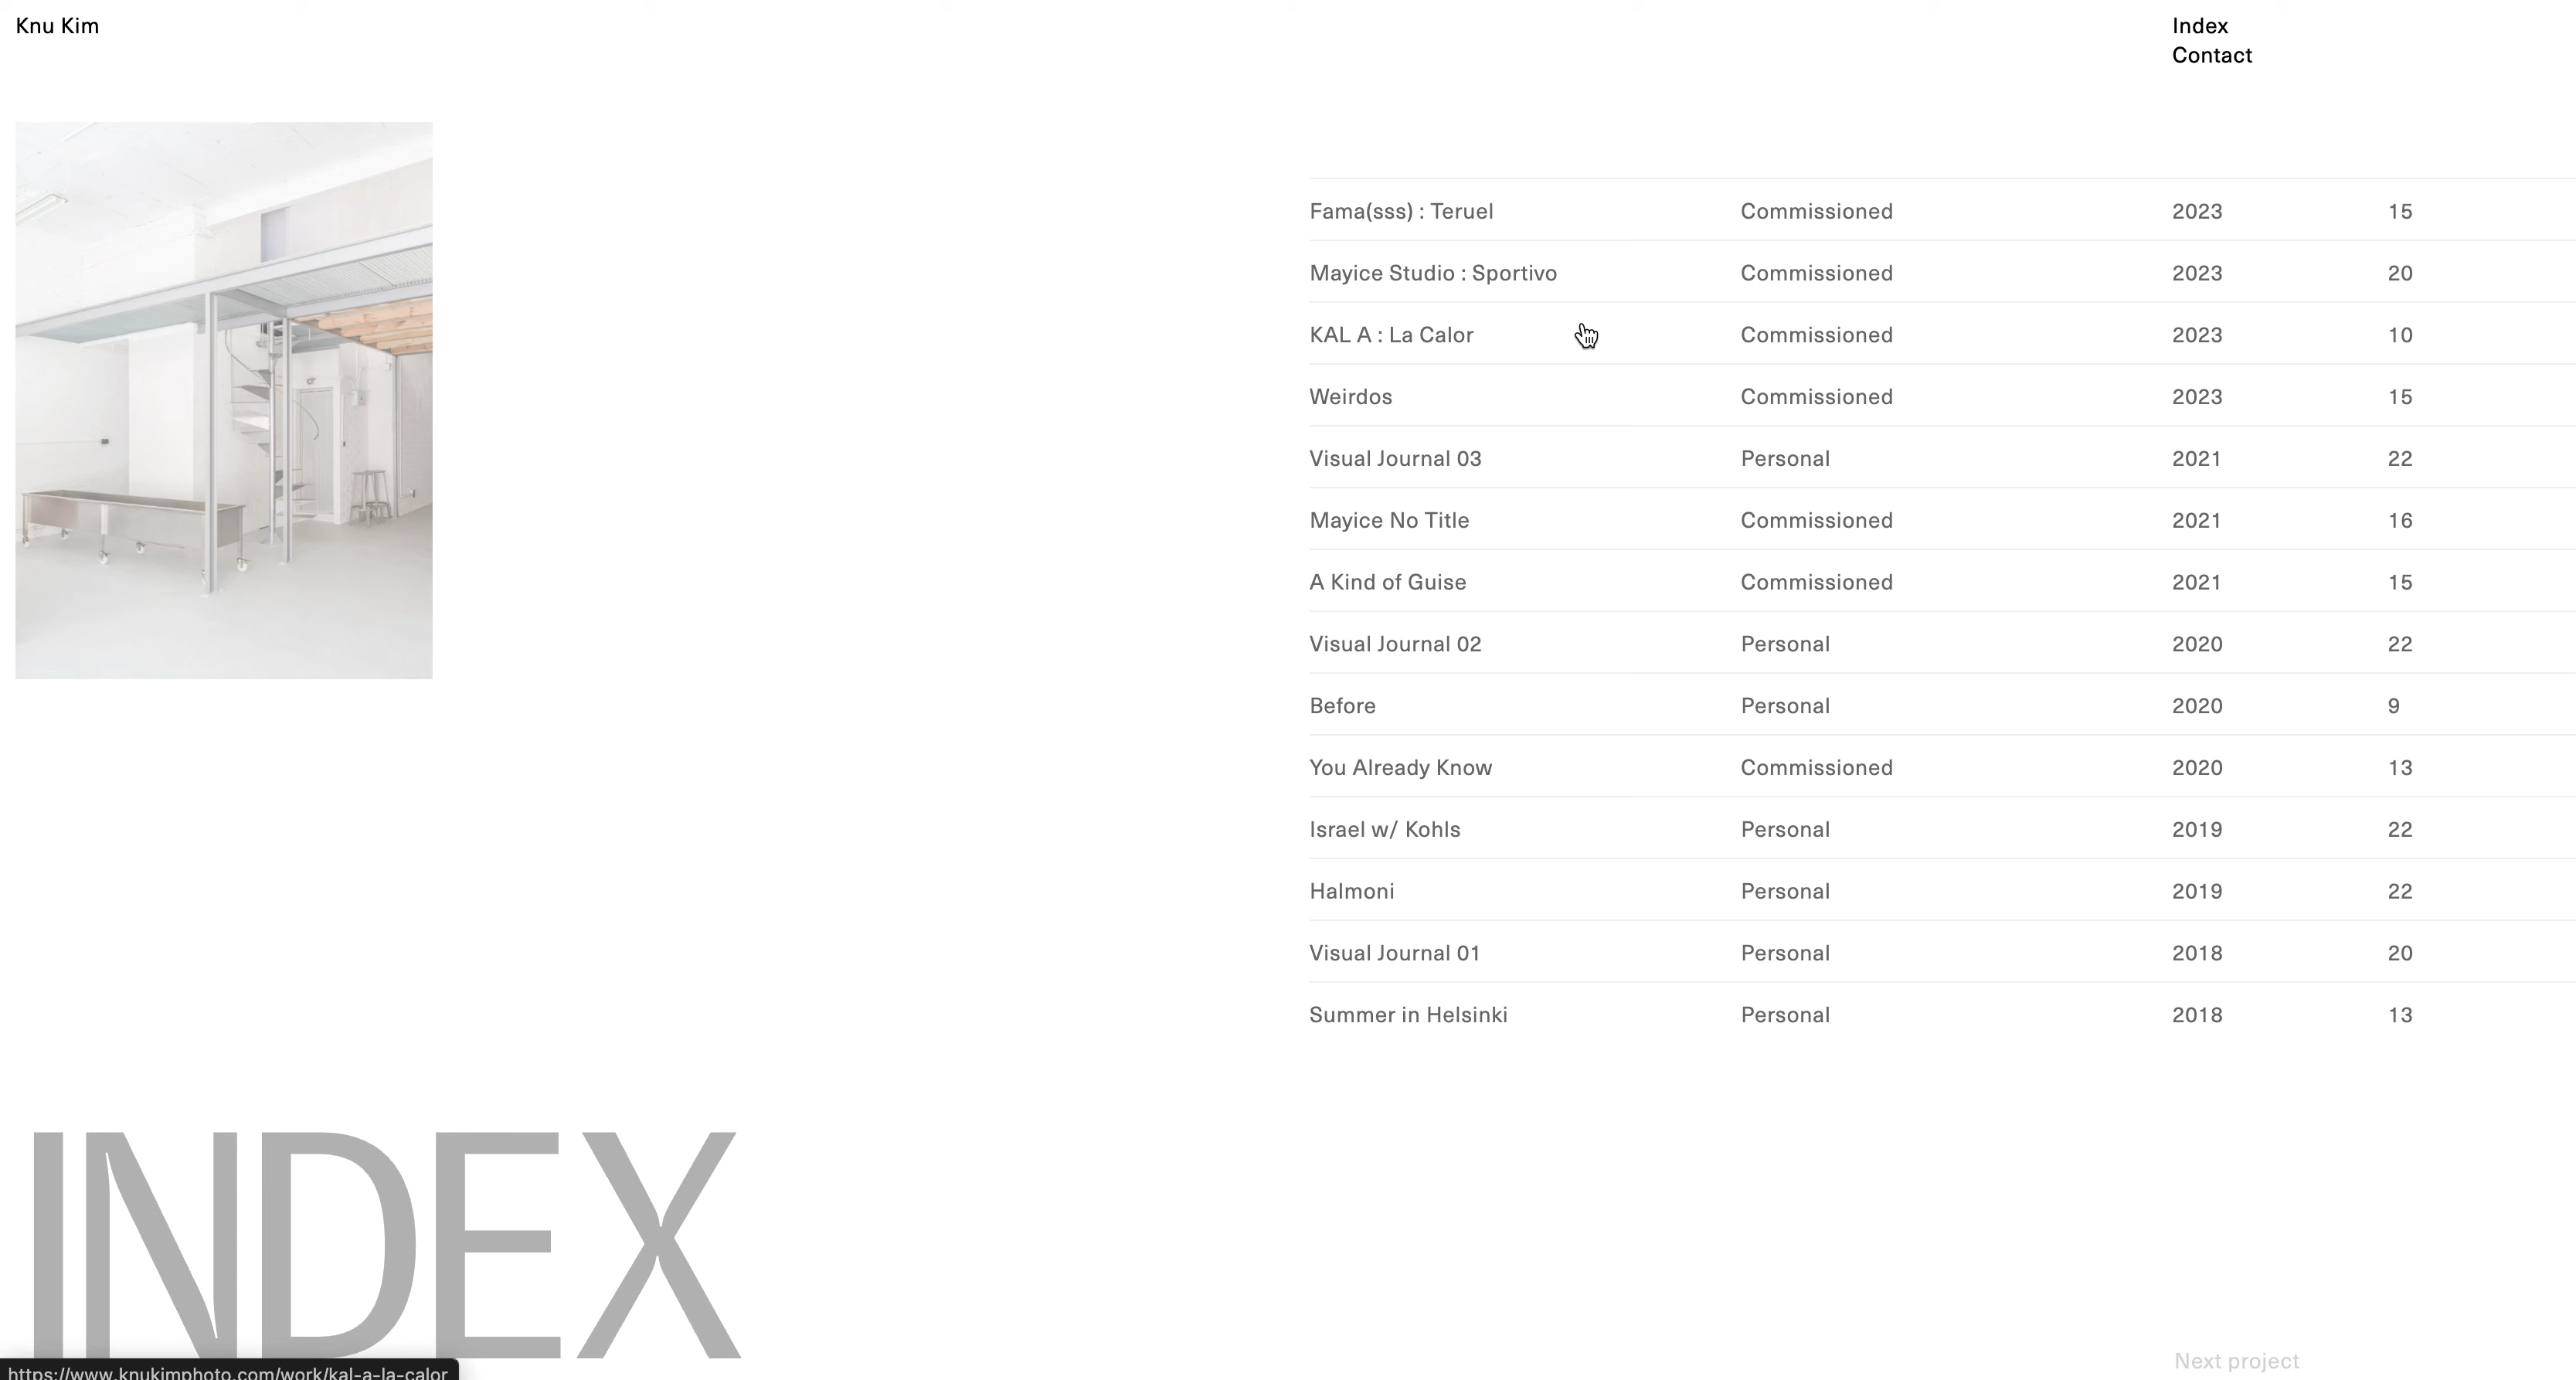 Knu Kim
Index
Contact
Fama(sss) : Teruel Commissioned 2023 15
Mayice Studio : Sportivo Commissioned 2023 20
KAL A : La Calor Commissioned 2023 10
Weirdos Commissioned 2023 15
Visual Journal 03 Personal 2021 22
Mayice No Title Commissioned 2021 16
A Kind of Guise Commissioned 2021 15
Visual Journal 02 Personal 2020 22
Before Personal 2020 9
You Already Know Commissioned 2020 13
Israel w/ Kohls Personal 2019 22
Halmoni Personal 2019 22
Visual Journal 01 Personal 2018 20
Summer in Helsinki Personal 2018 13
INDEX
Next project
https://www.knukimphoto.com/work/kal-a-la-calor